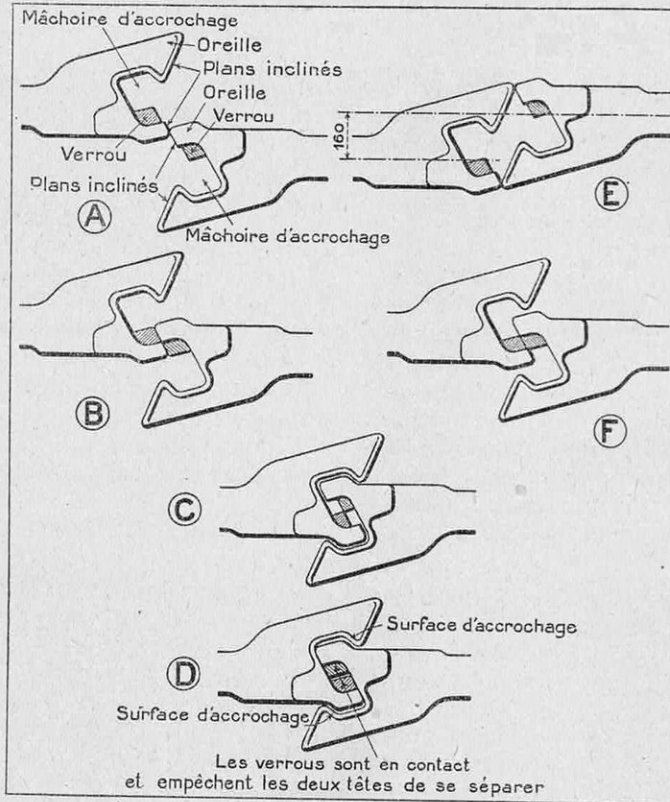 Mâchoire d'accrochage
Oreille
Plans inclinés
Oreille
Verrou
Verrou
Plans inclinés
Mâchoire d'accrochage
A
160
E
B
F
C
D
Surface d'accrochage
Surface d'accrochage
Les verrous sont en contact
et empêchent les deux têtes de se séparer